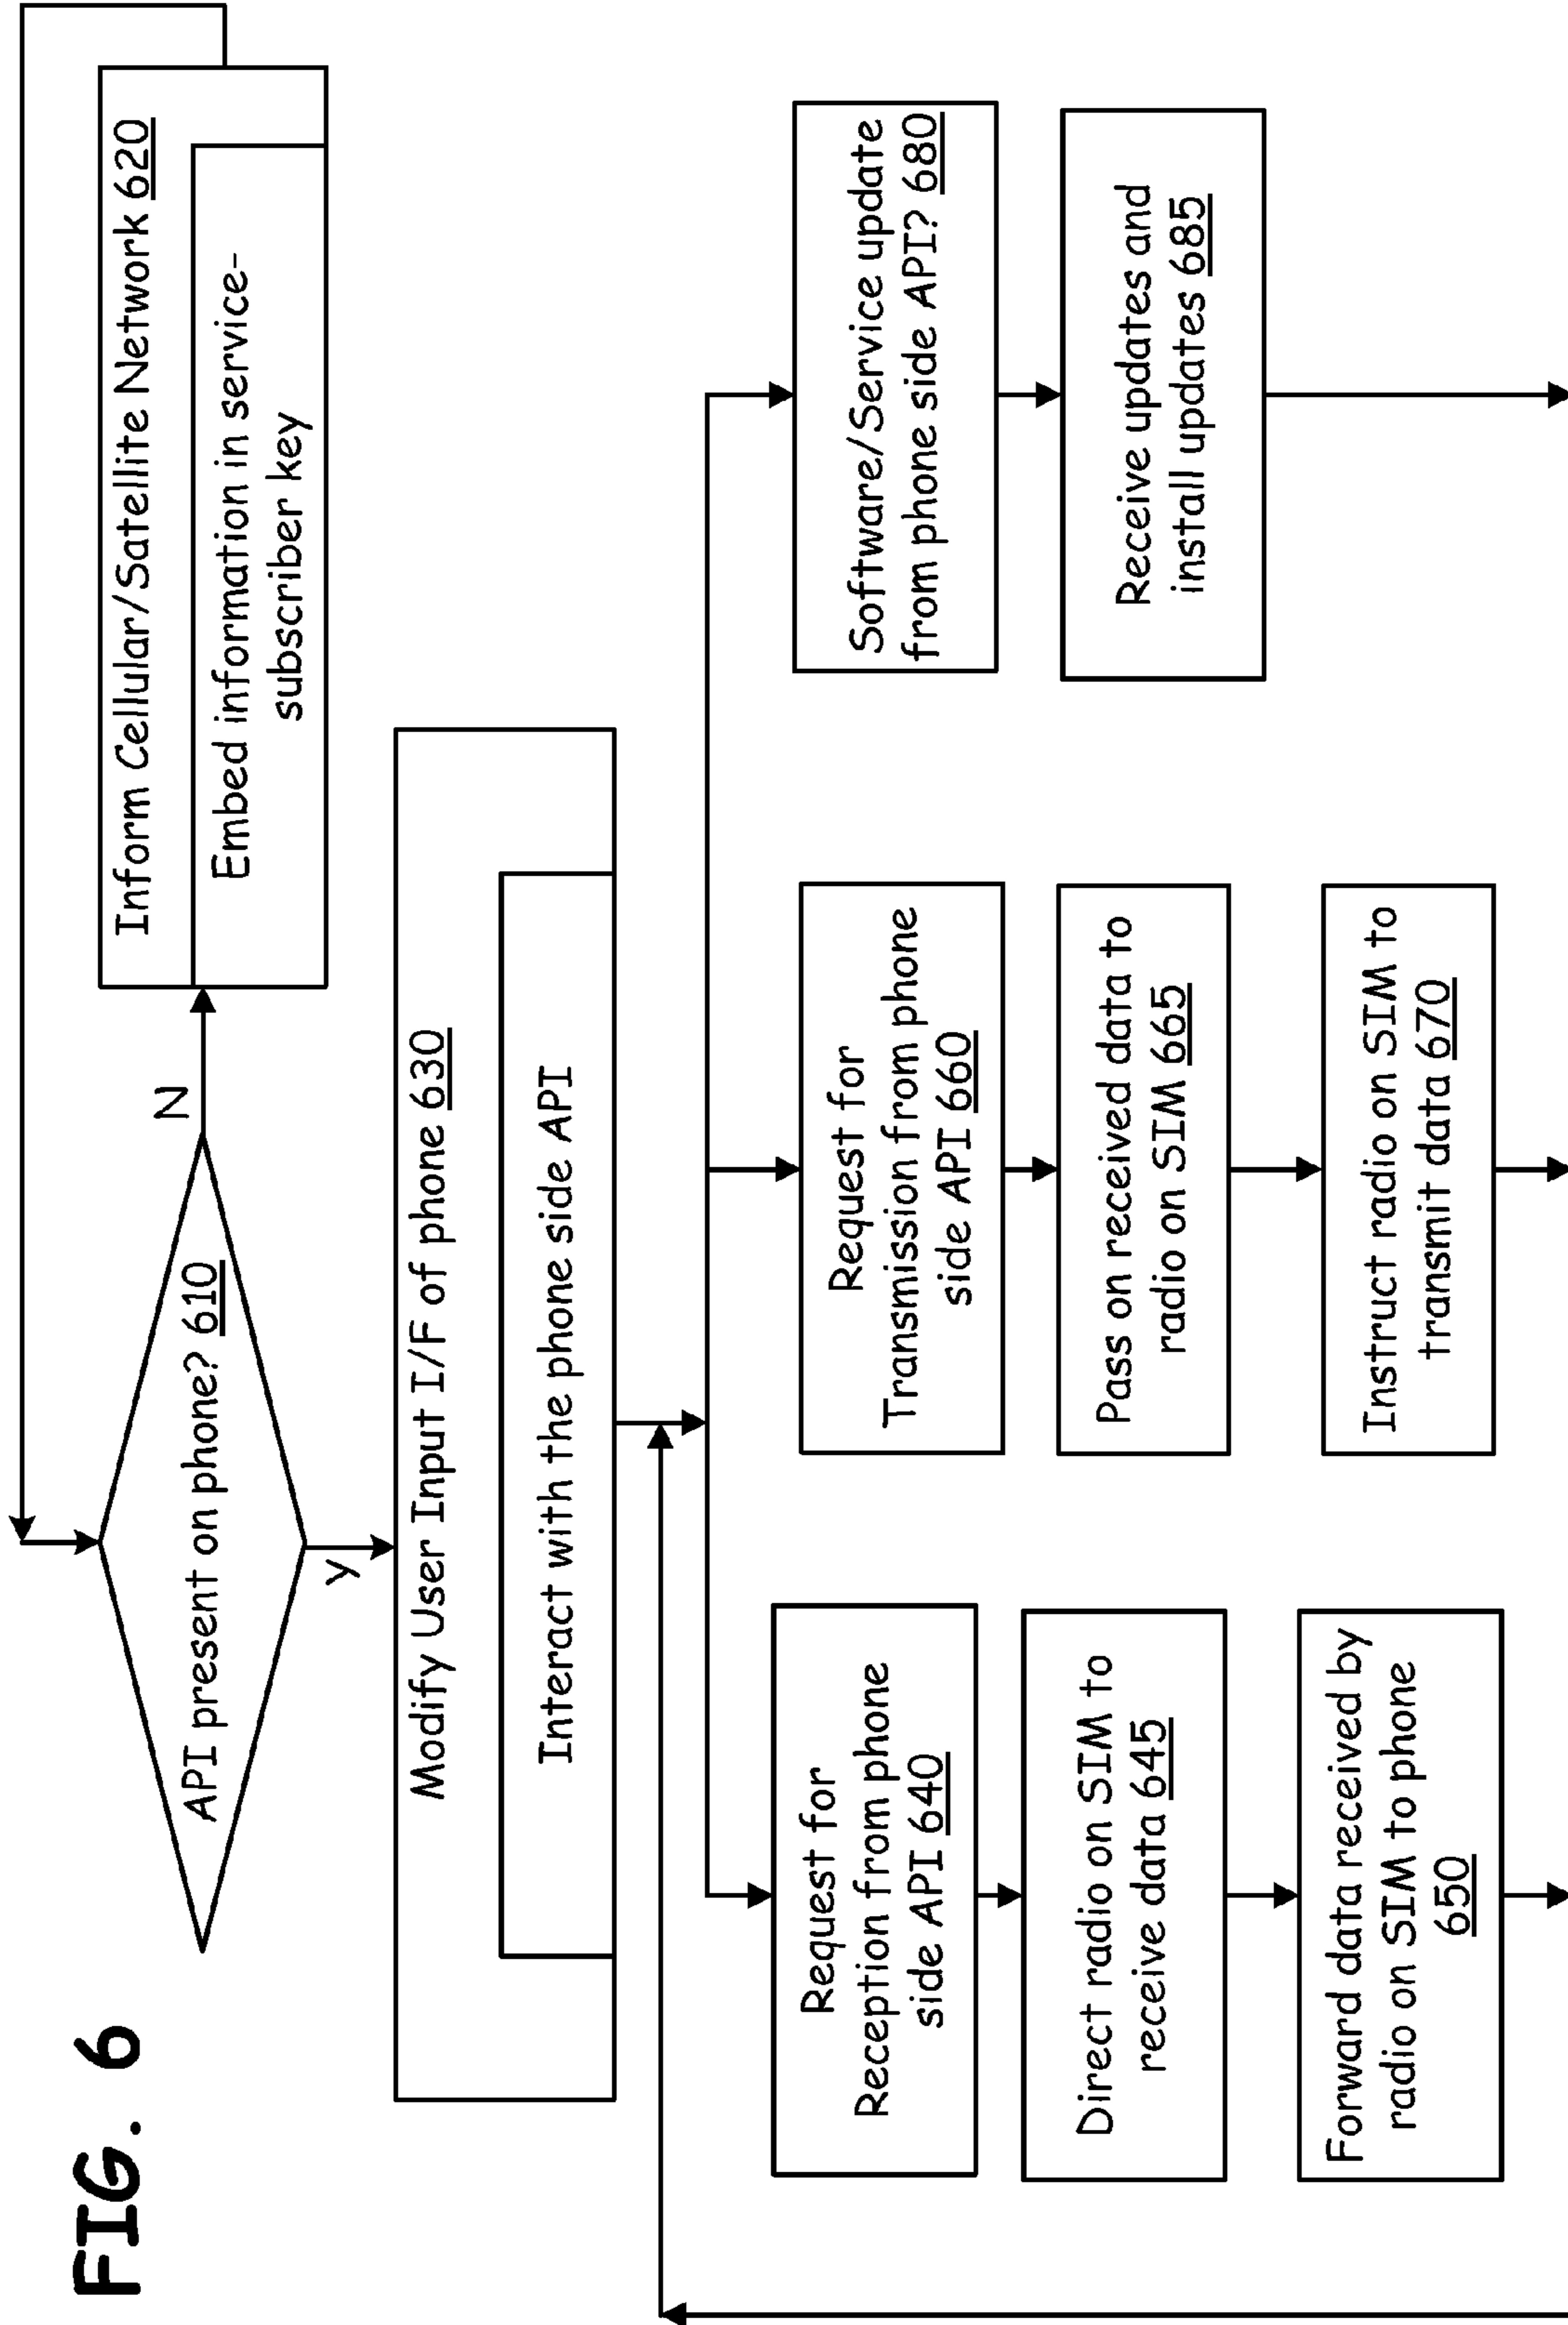 FIG. 6
API present on phone? 610
N
y
Inform Cellular/Satellite Network 620
Embed information in service-
subscriber key
Modify User Input I/F of phone 630
Interact with the phone side API
Request for
Reception from phone
side API 640
Direct radio on SIM to
receive data 645
Forward data received by
radio on SIM to phone
650
Request for
Transmission from phone
side API 660
Pass on received data to
radio on SIM 665
Instruct radio on SIM to
transmit data 670
Software/Service update
from phone side API? 680
Receive updates and
install updates 685